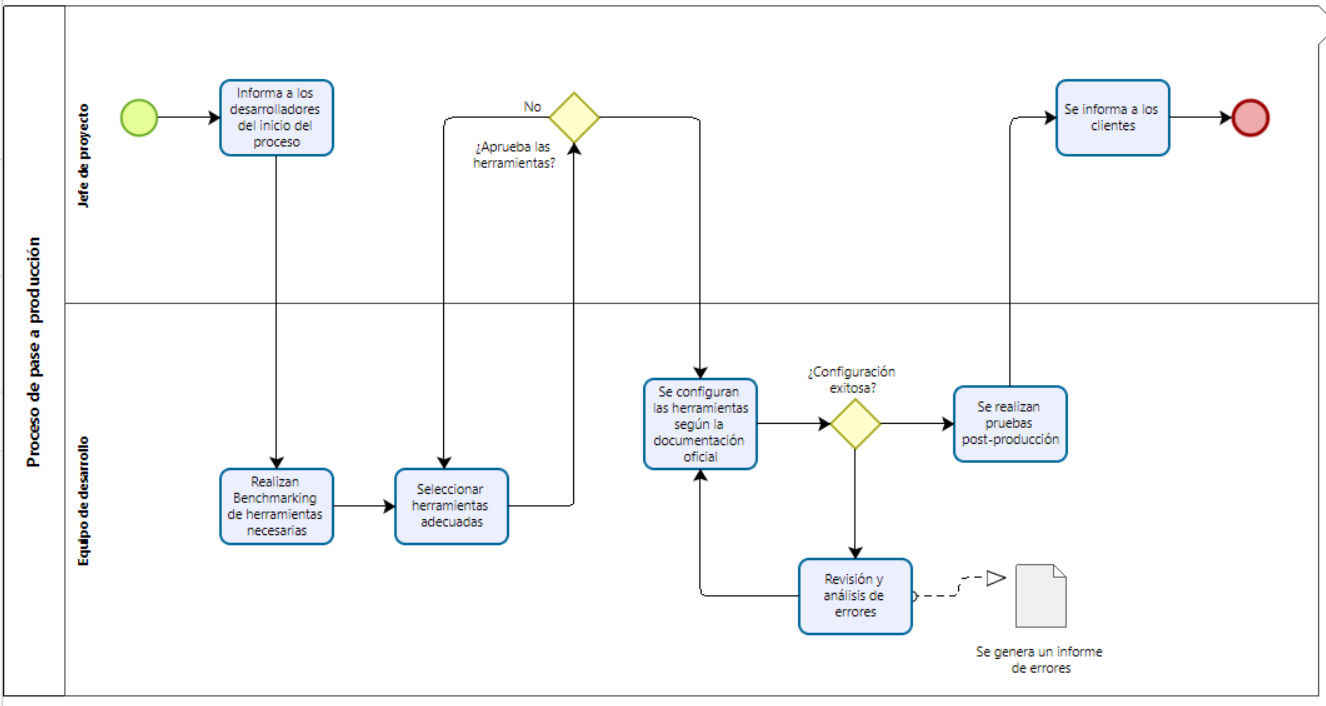 Proceso de pase a producción
Jefe de proyecto
Informa a los
desarrolladores
del inicio del
proceso
No
¿Aprueba las
herramientas?
Se informa a los
clientes
Equipo de desarrollo
Realizan
Benchmarking
de herramientas
necesarias
Seleccionar
herramientas
adecuadas
Se configuran
las herramientas
según la
documentación
oficial
¿Configuración
exitosa?
Se realizan
pruebas
post-producción
Revisión y
análisis de
errores
Se genera un informe
de errores